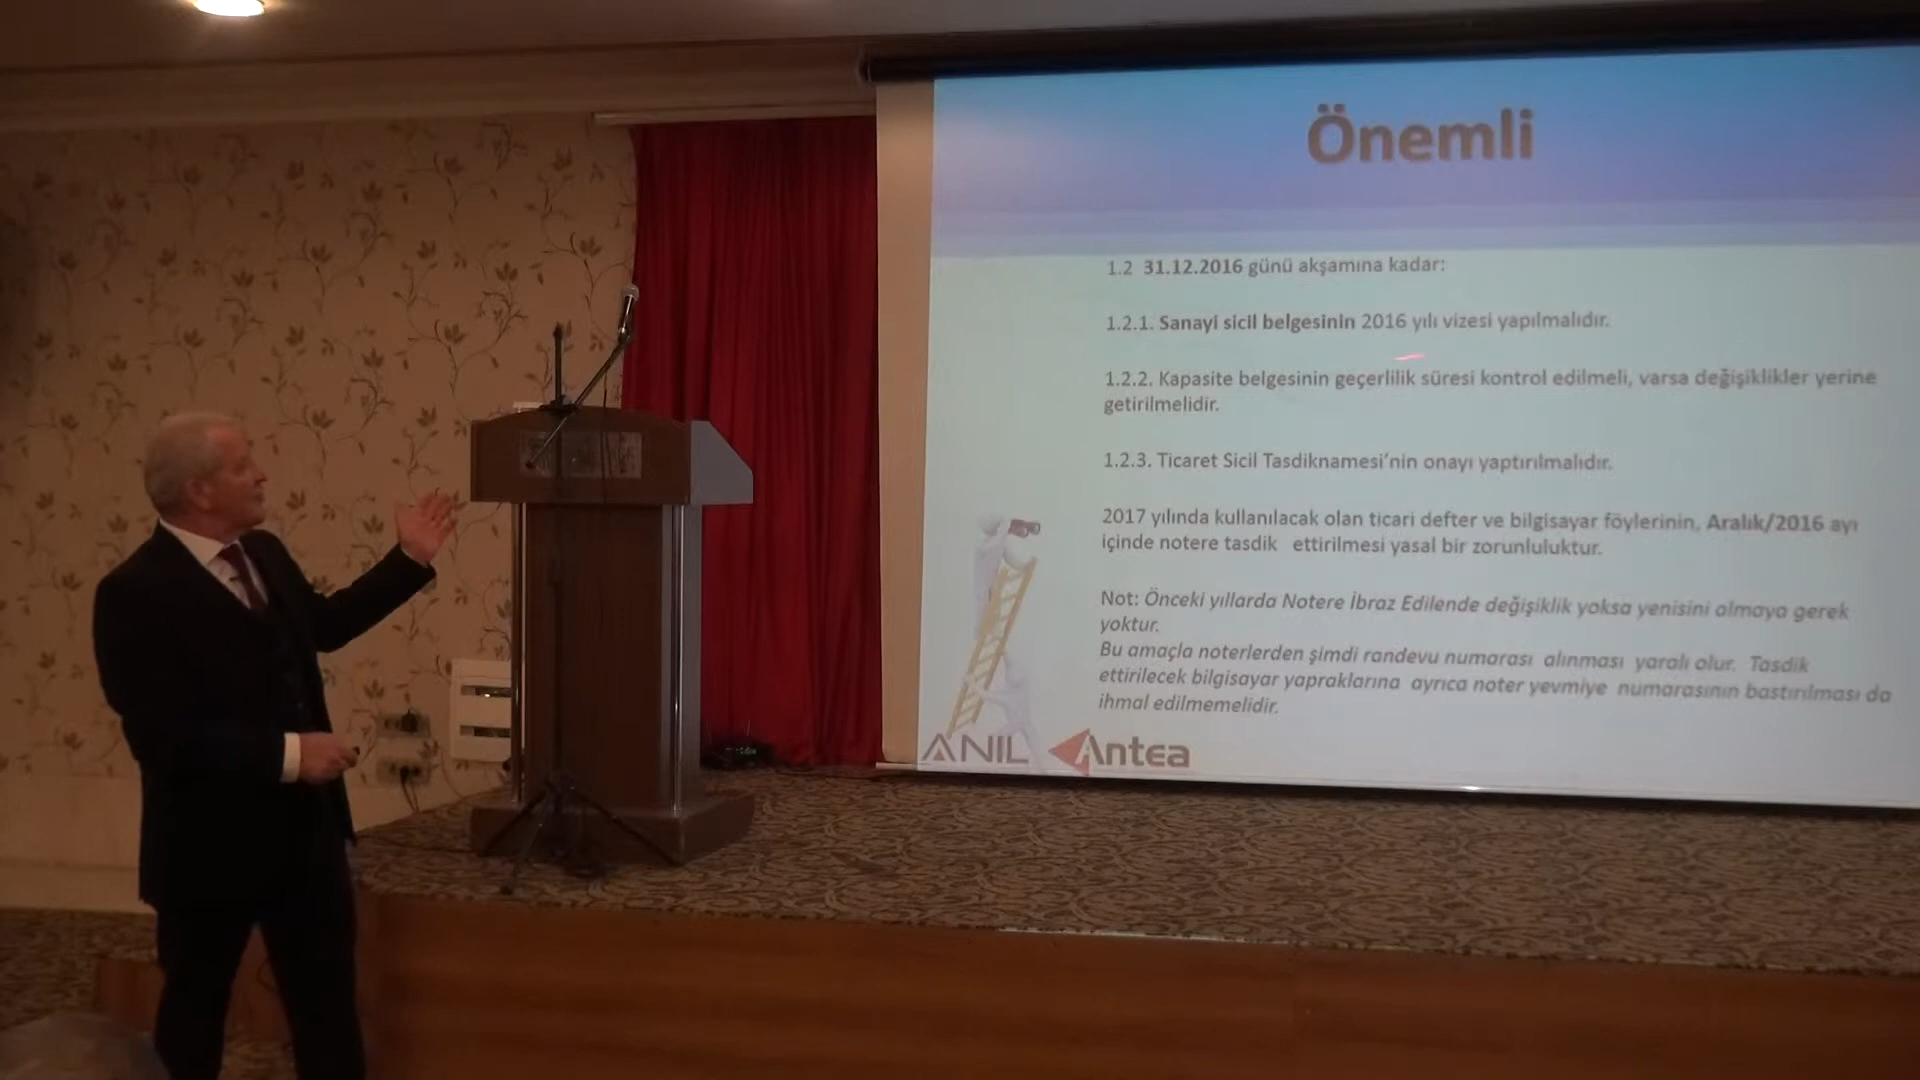 Önemli
1.2 31.12.2016 günü akşamına kadar:
1.2.1. Sanayi sicil belgesinin 2016 yılı vizesi yapılmalıdır.
1.2.2. Kapasite belgesinin geçerlilik süresi kontrol edilmeli, varsa değişiklikler yerine
getirilmelidir.
1.2.3. Ticaret Sicil Tasdiknamesi'nin onayı yaptırılmalıdır.
2017 yılında kullanılacak olan ticari defter ve bilgisayar föylerinin, Aralık/2016 ayı
içinde notere tasdik ettirilmesi yasal bir zorunluluktur.
Not: Önceki yıllarda Notere İbraz Edilende değişiklik yoksa yenisini almaya gerek
yoktur.
Bu amaçla noterlerden şimdi randevu numarası alınması yaralı olur. Tasdik
ettirilecek bilgisayar yapraklarına ayrıca noter yevmiye numarasının bastırılması da
ihmal edilmemelidir.
ANIL Antea